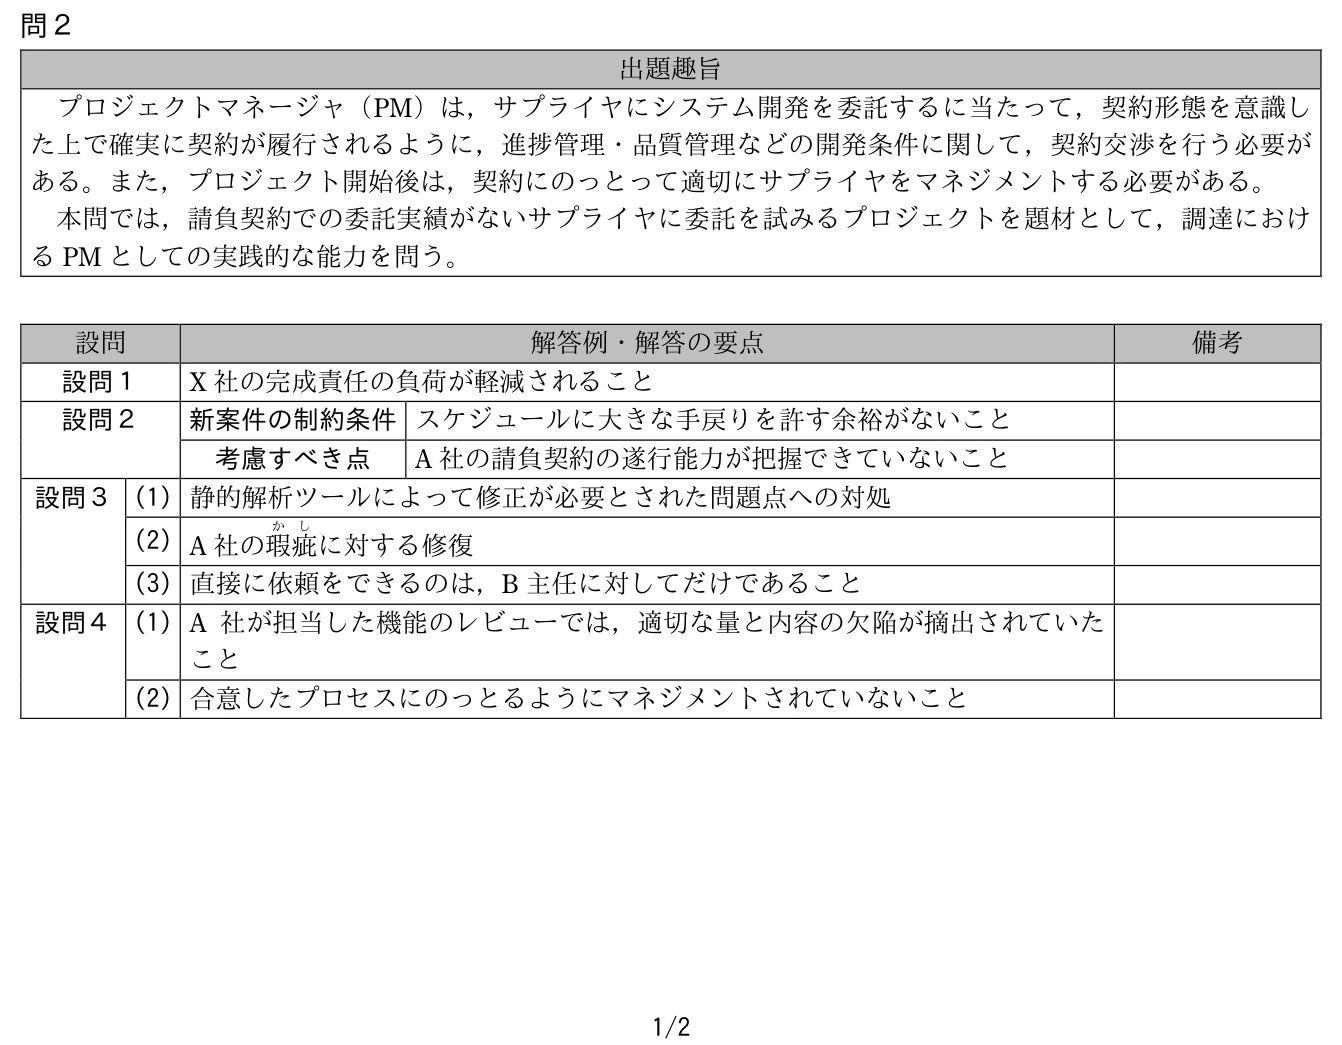 問２
出題趣旨
プロジェクトマネージャ（PM）は，サプライヤにシステム開発を委託するに当たって，契約形態を意識し
た上で確実に契約が履行されるように，進捗管理・品質管理などの開発条件に関して，契約交渉を行う必要が
ある。また，プロジェクト開始後は，契約にのっとって適切にサプライヤをマネジメントする必要がある。
本問では，請負契約での委託実績がないサプライヤに委託を試みるプロジェクトを題材として，調達におけ
る PM としての実践的な能力を問う。
設問 解答例・解答の要点 備考
設問１ X 社の完成責任の負荷が軽減されること
設問２ 新案件の制約条件 スケジュールに大きな手戻りを許す余裕がないこと
考慮すべき点 A 社の請負契約の遂行能力が把握できていないこと
設問３ (1) 静的解析ツールによって修正が必要とされた問題点への対処
かし
(2) A 社の瑕疵に対する修復
(3) 直接に依頼をできるのは，B 主任に対してだけであること
設問４ (1) A 社が担当した機能のレビューでは，適切な量と内容の欠陥が摘出されていた
こと
(2) 合意したプロセスにのっとるようにマネジメントされていないこと
1/2